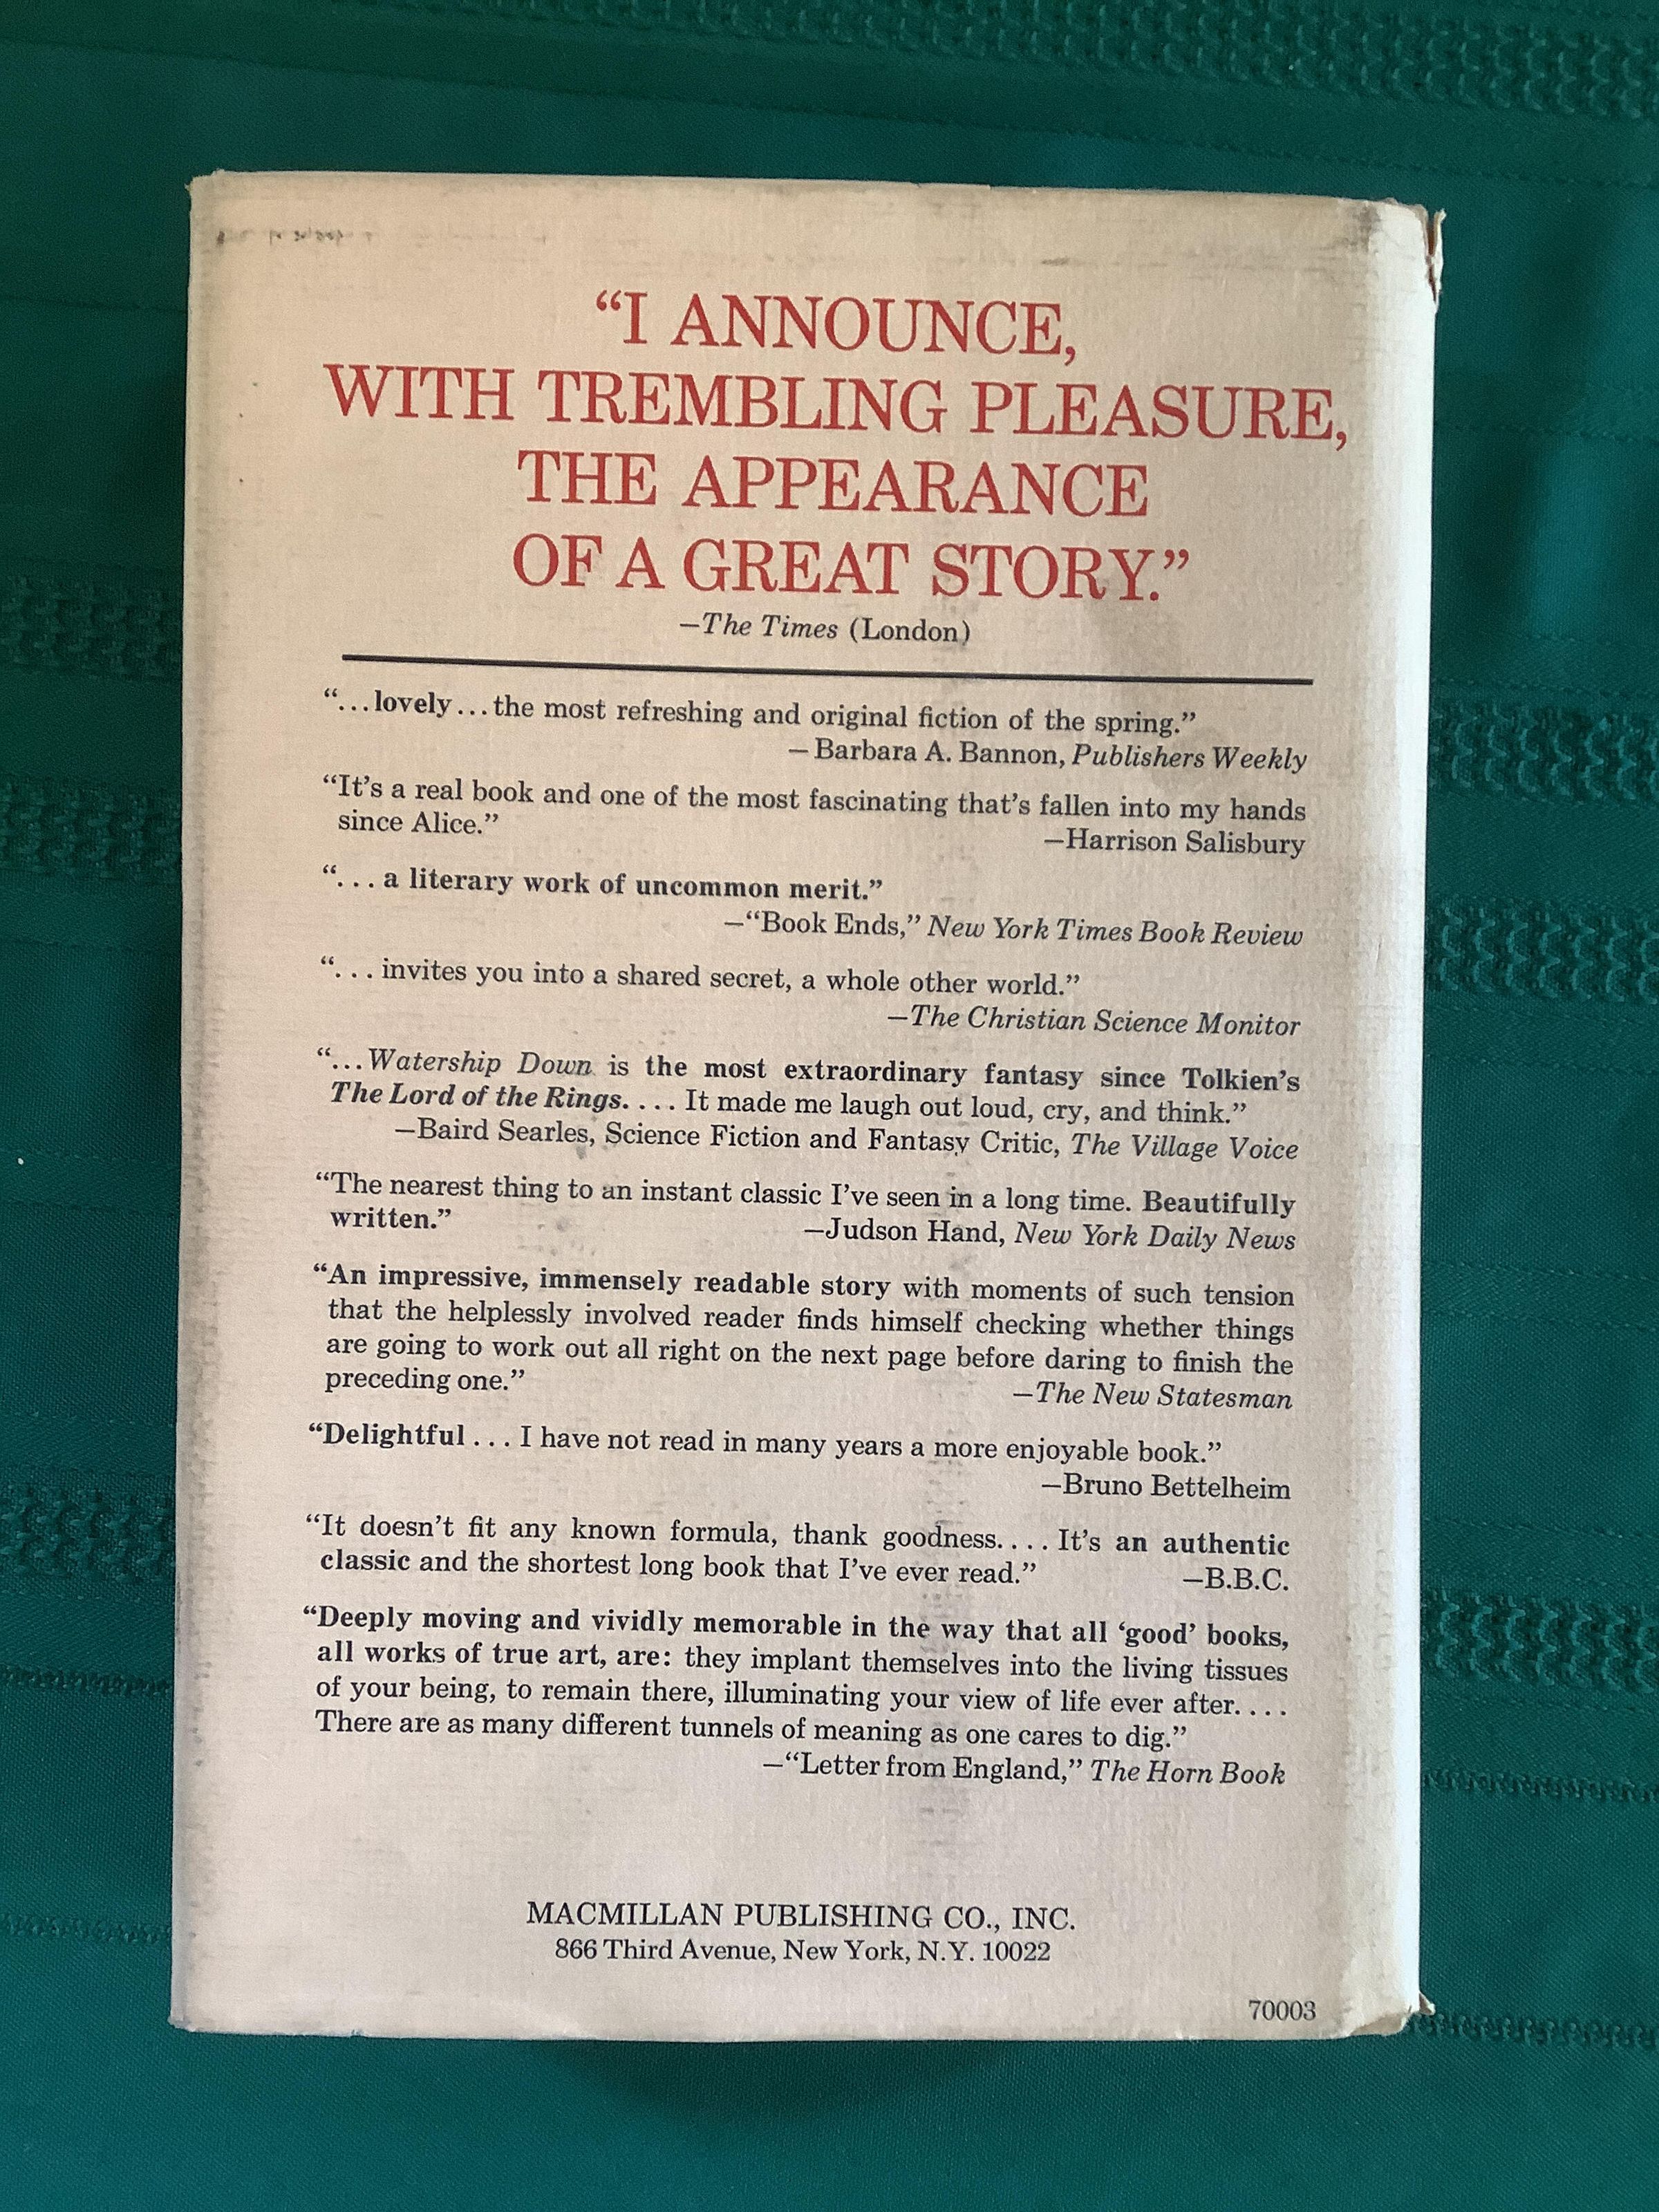 “I ANNOUNCE,
WITH TREMBLING PLEASURE,
THE APPEARANCE
OF A GREAT STORY.”
—The Times (London)
“...lovely...the most refreshing and original fiction of the spring.”
— Barbara A. Bannon, Publishers Weekly
“It’s a real book and one of the most fascinating that’s fallen into my hands
since Alice.” —Harrison Salisbury
“. . . a literary work of uncommon merit.”
—“Book Ends,” New York Times Book Review
“. . . invites you into a shared secret, a whole other world.”
—The Christian Science Monitor
“...Watership Down is the most extraordinary fantasy since Tolkien’s
The Lord of the Rings. . . . It made me laugh out loud, cry, and think.”
—Baird Searles, Science Fiction and Fantasy Critic, The Village Voice
“The nearest thing to an instant classic I’ve seen in a long time. Beautifully
written.” —Judson Hand, New York Daily News
“An impressive, immensely readable story with moments of such tension
that the helplessly involved reader finds himself checking whether things
are going to work out all right on the next page before daring to finish the
preceding one.” —The New Statesman
“Delightful . . . I have not read in many years a more enjoyable book.”
—Bruno Bettelheim
“It doesn’t fit any known formula, thank goodness. . . . It’s an authentic
classic and the shortest long book that I’ve ever read.” —B.B.C.
“Deeply moving and vividly memorable in the way that all ‘good’ books,
all works of true art, are: they implant themselves into the living tissues
of your being, to remain there, illuminating your view of life ever after. . . .
There are as many different tunnels of meaning as one cares to dig.”
—“Letter from England,” The Horn Book
MACMILLAN PUBLISHING CO., INC.
866 Third Avenue, New York, N.Y. 10022
70003